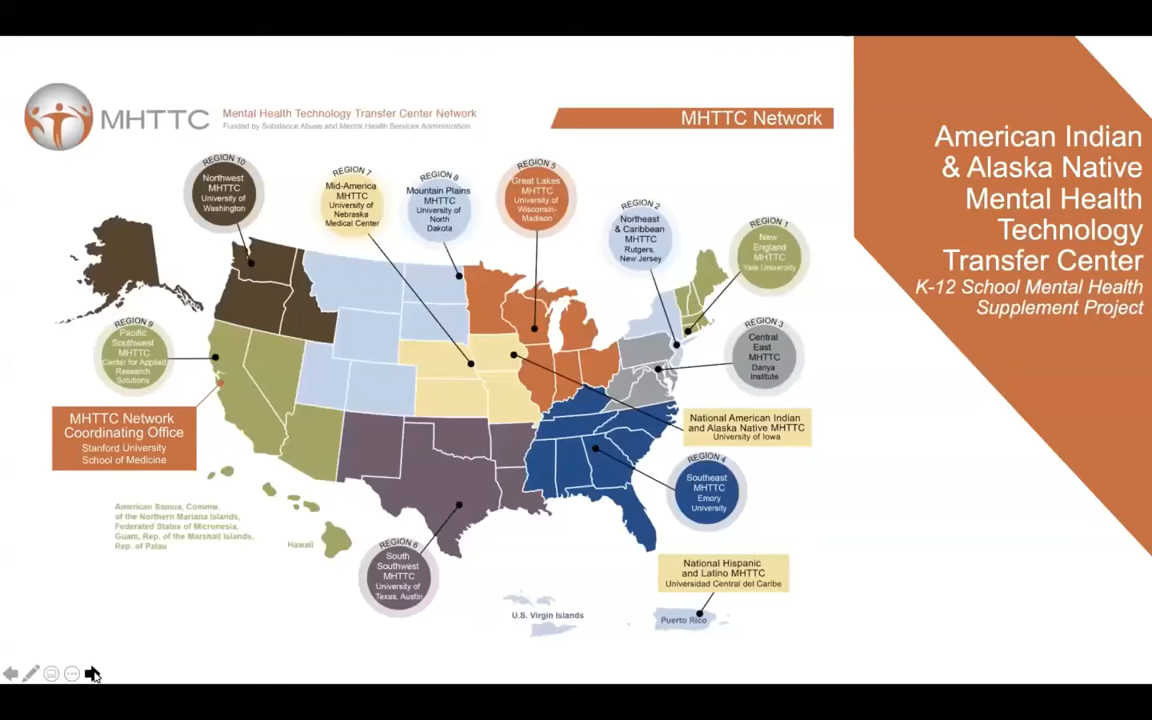 MHTTC
Mental Health Technology Transfer Center Network
Funded by Substance Abuse and Mental Health Services Administration.
MHTTC Network
American Indian
& Alaska Native
Mental Health
Technology
Transfer Center
K-12 School Mental Health
Supplement Project
REGION 10
Northwest
MHTTC
University of
Washington
REGION 7
Mid-America
MHTTC
University of
Nebraska
Medical Center
REGION 8
Mountain Plains
MHTTC
University of
North
Dakota
REGION 5
Great Lakes
MHTTC
University of
Wisconsin-
Madison
REGION 2
Northeast
& Caribbean
MHTTC
Rutgers,
New Jersey
REGION 1
New
England
MHTTC
Yale University
REGION 9
Pacific
Southwest
MHTTC
Center for Applied
Research
Solutions
REGION 3
Central
East
MHTTC
Danya
Institute
MHTTC Network
Coordinating Office
Stanford University
School of Medicine
National American Indian
and Alaska Native MHTTC
University of Iowa
REGION 4
Southeast
MHTTC
Emory
University
American Samoa, Commw.
of the Northern Mariana Islands,
Federated States of Micronesia,
Guam, Rep. of the Marshall Islands,
Rep. of Palau
Hawaii
REGION 6
South
Southwest
MHTTC
University of
Texas, Austin
National Hispanic
and Latino MHTTC
Universidad Central del Caribe
U.S. Virgin Islands
Puerto Rico